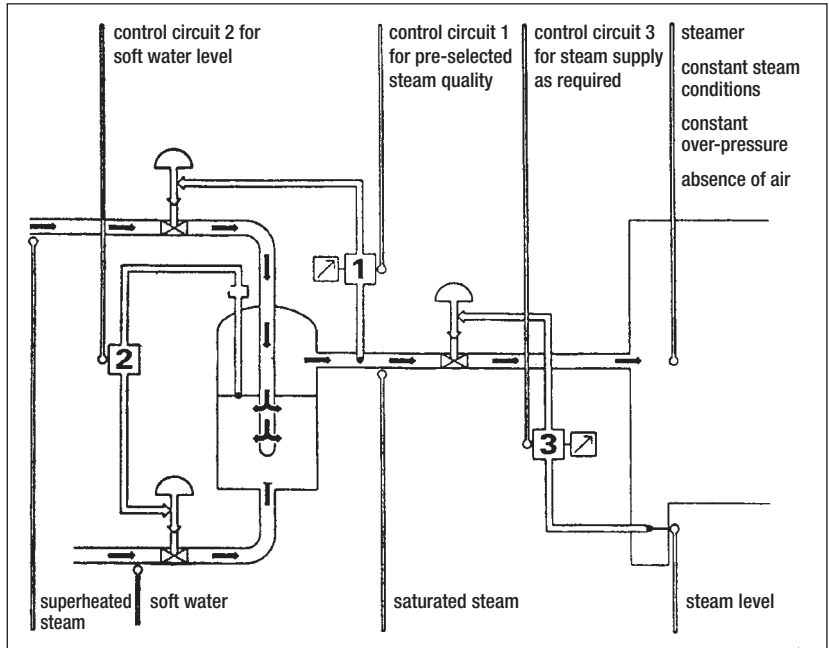 control circuit 2 for
soft water level
control circuit 1
for pre-selected
steam quality
control circuit 3
for steam supply
as required
steamer
constant steam
conditions
constant
over-pressure
absence of air
1
2
3
superheated
steam
soft water
saturated steam
steam level